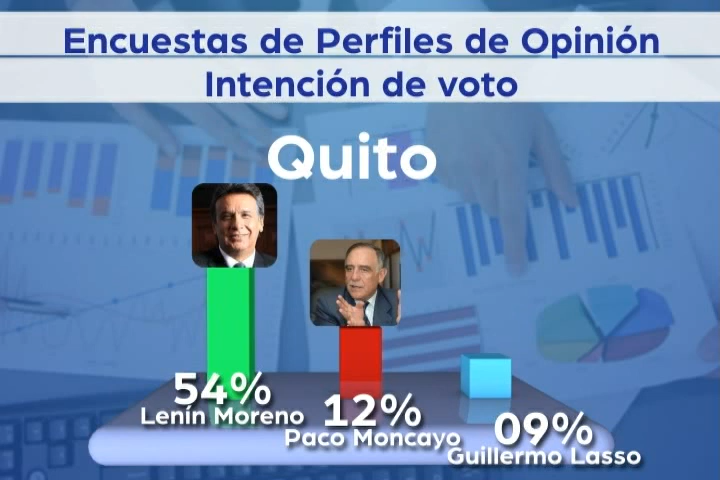 Encuestas de Perfiles de Opinión
Intención de voto
Quito
54%
Lenín Moreno
12%
Paco Moncayo
09%
Guillermo Lasso